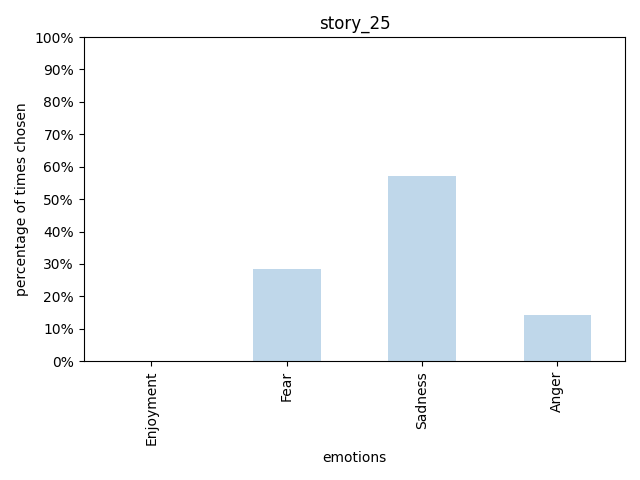 story_25
100%
90%
80%
70%
60%
50%
40%
30%
20%
10%
0%
percentage of times chosen
Enjoyment
Fear
Sadness
Anger
emotions